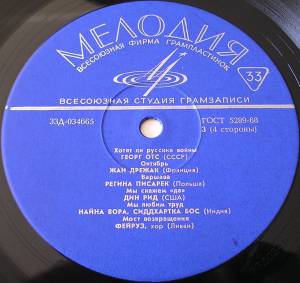 МЕЛОДИЯ
ВСЕСОЮЗНАЯ ФИРМА ГРАМПЛАСТИНОК
33
ВСЕСОЮЗНАЯ СТУДИЯ ГРАМЗАПИСИ
33Д-034665
ГОСТ 5289-68
3 (4 стороны)
Хотят ли русские войны
ГЕОРГ ОТС (СССР)
Октябрь
ЖАН ДРЕЖАК (Франция)
Варшава
РЕГИНА ПИСАРЕК (Польша)
Мы скажем «да»
ДИН РИД (США)
Мы любим труд
НАЙНА ВОРА, СИДДХАРТКА БОС (Индия)
Мост возвращения
ФЕЙРУЗ, хор (Ливан)